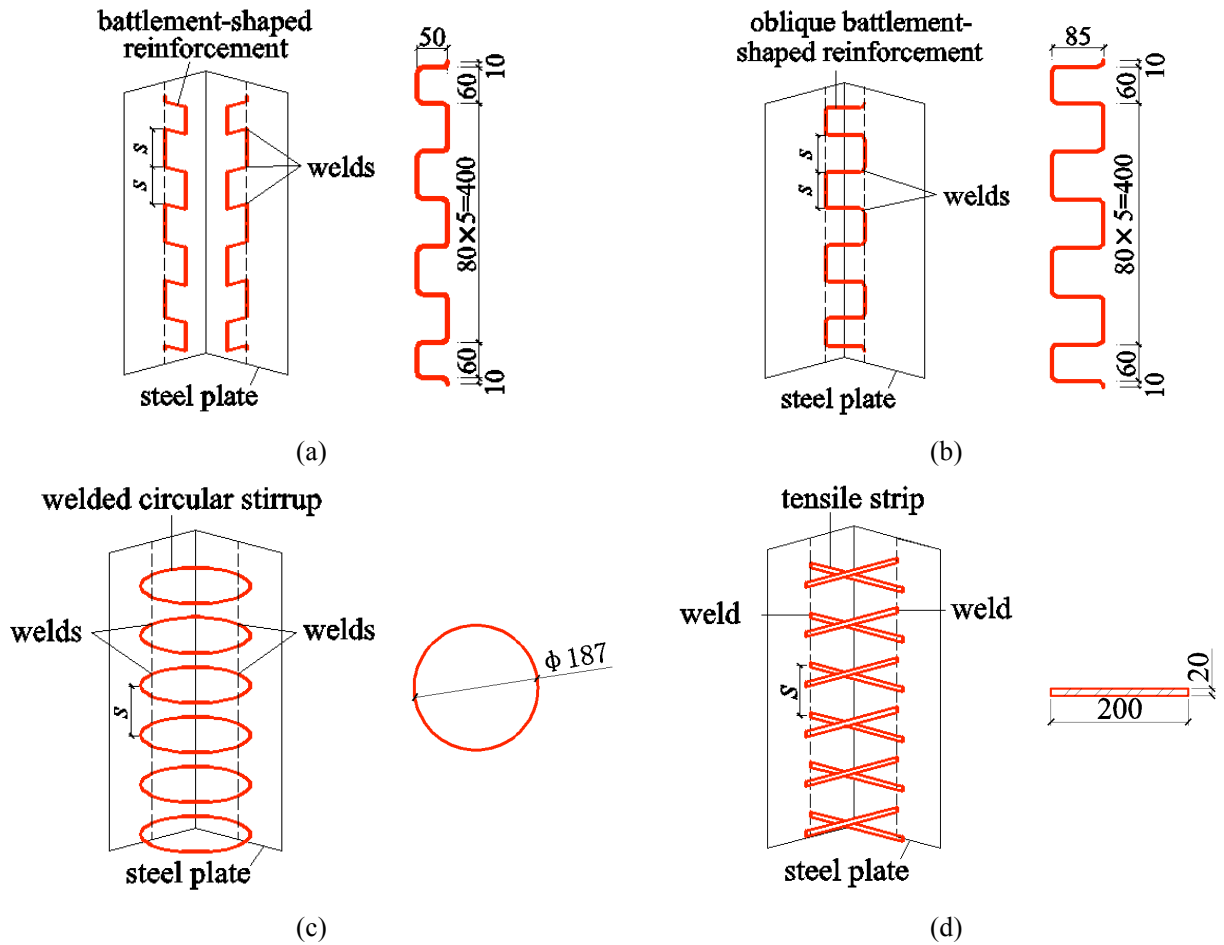 battlement-shaped
reinforcement
50
10
60
s
s
welds
80×5=400
60
10
steel plate
(a)
oblique battlement-
shaped reinforcement
85
10
60
s
s
welds
80×5=400
60
10
steel plate
(b)
welded circular stirrup
welds
welds
s
ϕ 187
steel plate
(c)
tensile strip
weld
weld
s
20
200
steel plate
(d)